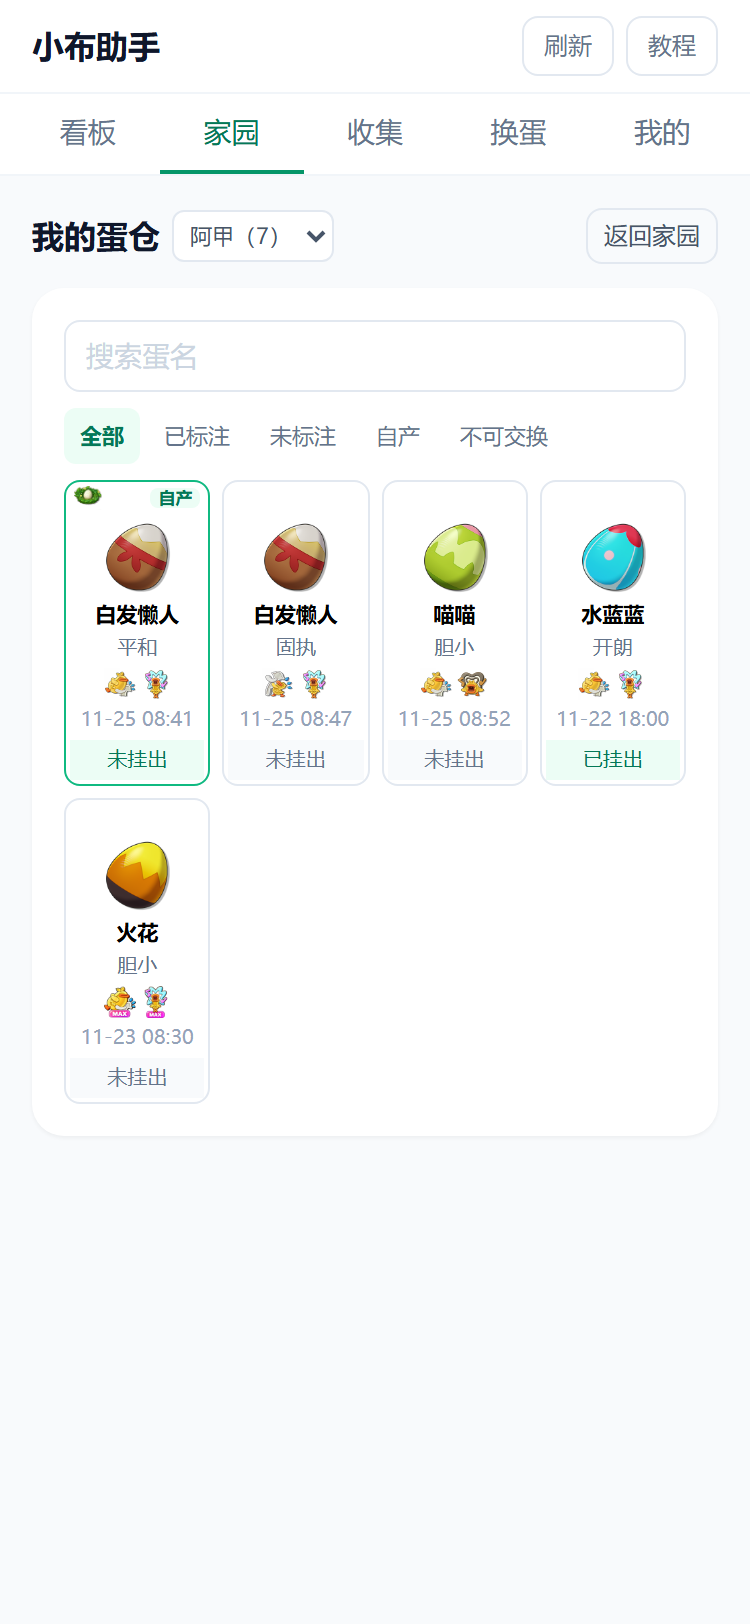 小布助手 刷新 教程
看板 家园 收集 换蛋 我的
我的蛋仓 阿甲（7） 返回家园
搜索蛋名
全部 已标注 未标注 自产 不可交换
自产
白发懒人 白发懒人 喵喵 水蓝蓝
平和 固执 胆小 开朗
11-25 08:41 11-25 08:47 11-25 08:52 11-22 18:00
未挂出 未挂出 未挂出 已挂出
火花
胆小
MAX MAX
11-23 08:30
未挂出